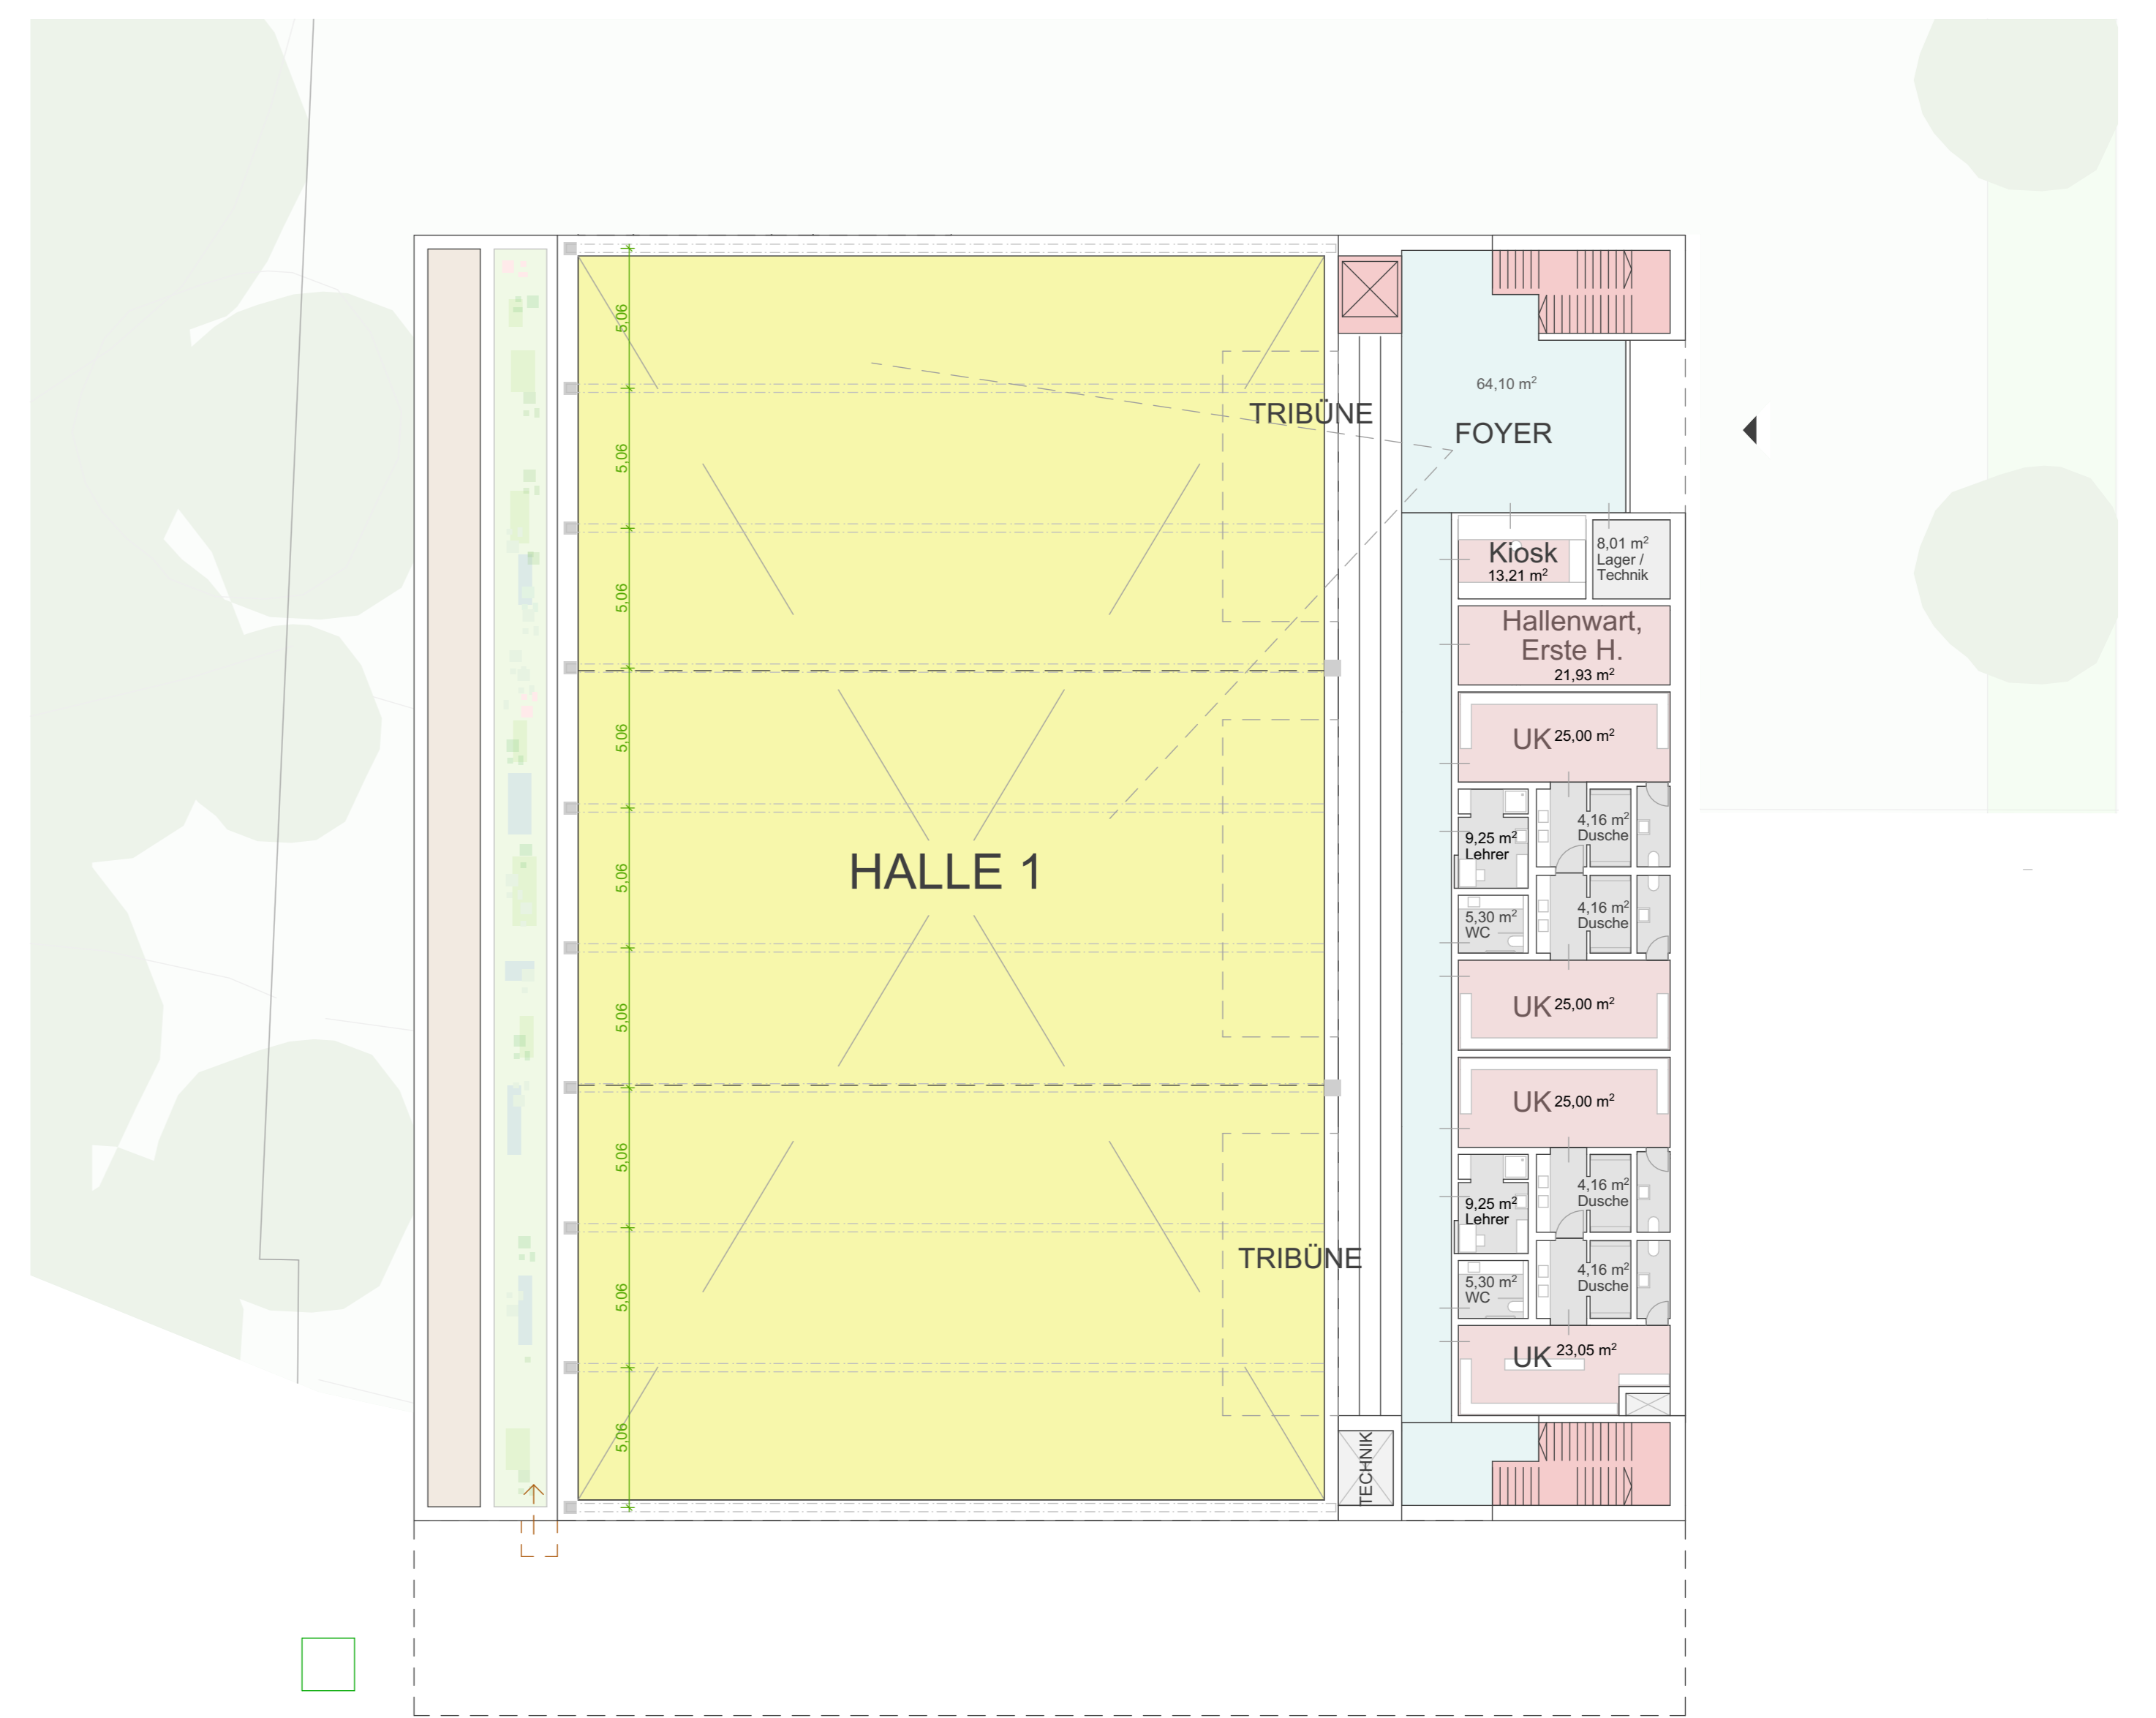 5,06
TRIBÜNE
64,10 m²
FOYER
5,06
Kiosk
13,21 m²
8,01 m²
Lager /
Technik
5,06
Hallenwart,
Erste H.
21,93 m²
5,06
UK 25,00 m²
4,16 m²
Dusche
9,25 m²
Lehrer
HALLE 1
5,06
4,16 m²
Dusche
5,30 m²
WC
5,06
UK 25,00 m²
UK 25,00 m²
5,06
4,16 m²
Dusche
9,25 m²
Lehrer
TRIBÜNE
4,16 m²
Dusche
5,30 m²
WC
5,06
UK 23,05 m²
5,06
TECHNIK